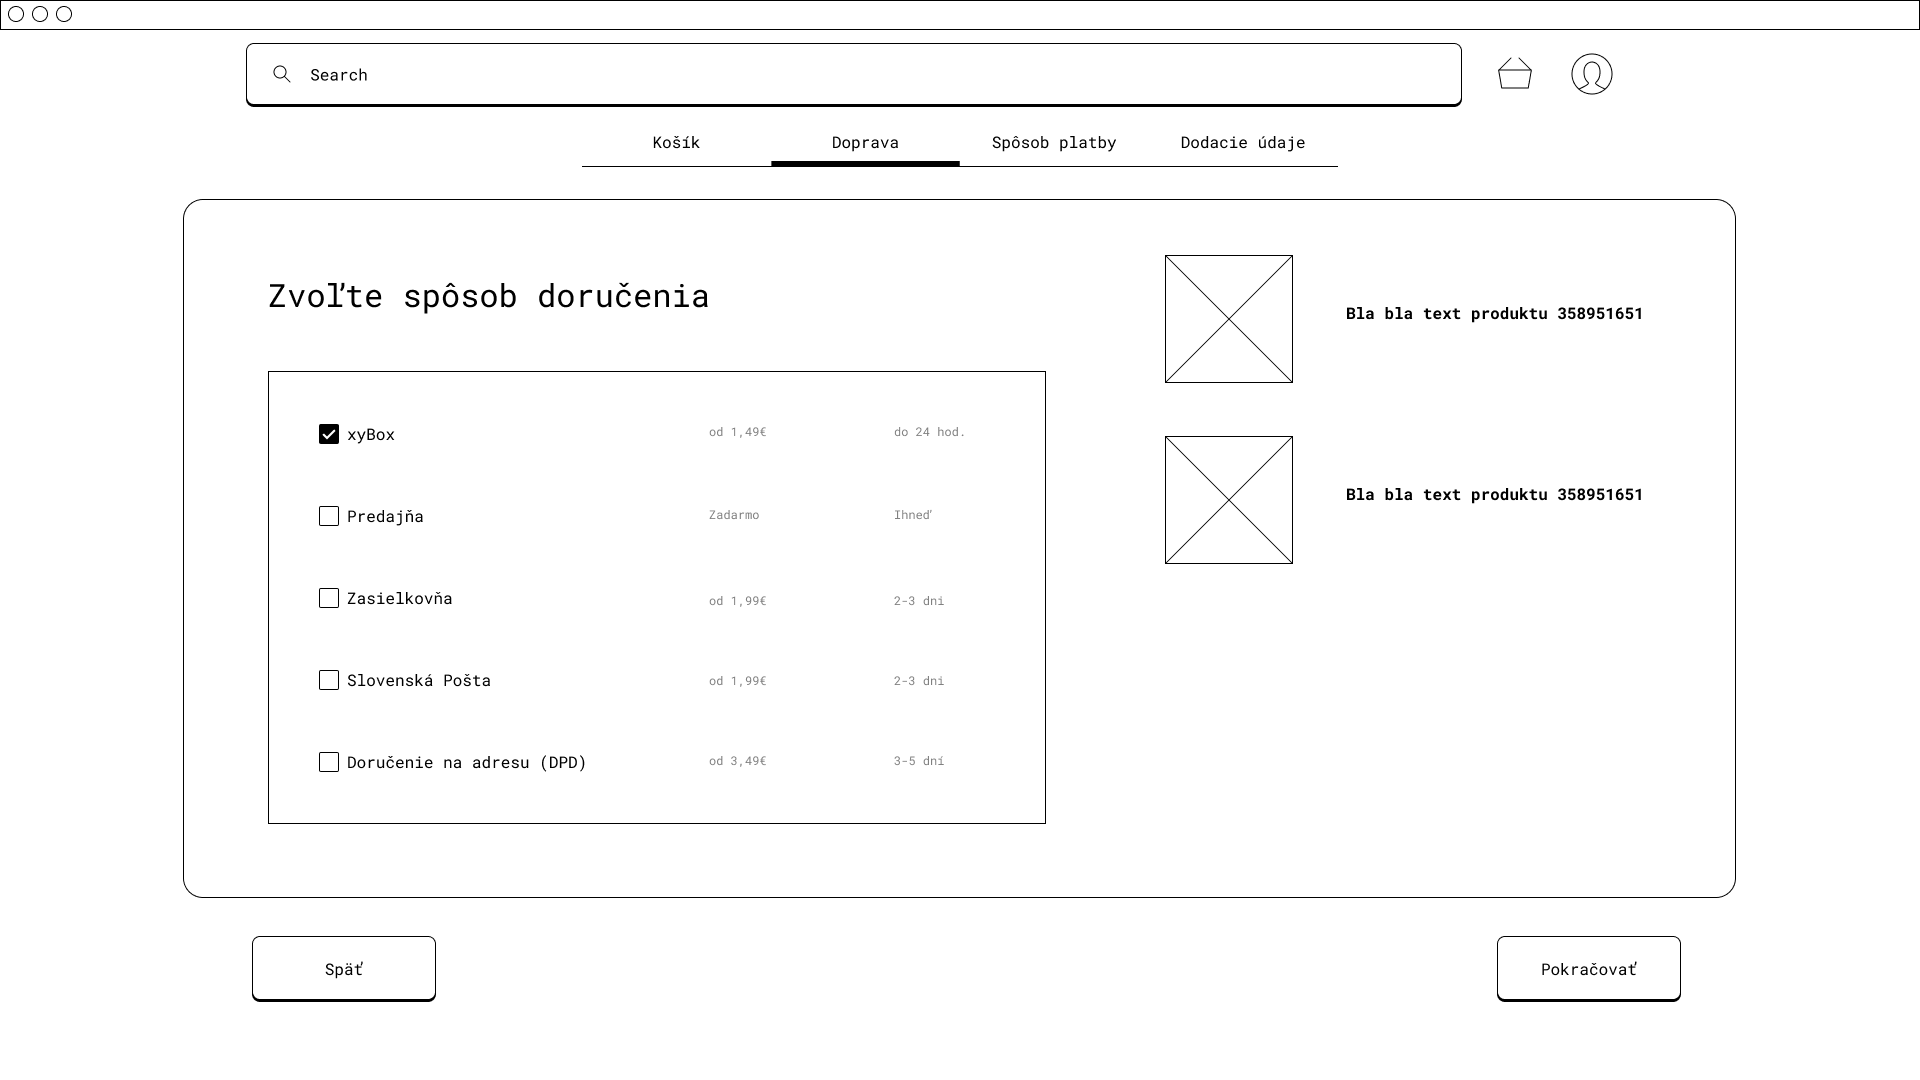 Search
Košík Doprava Spôsob platby Dodacie údaje
Zvoľte spôsob doručenia
xyBox od 1,49€ do 24 hod.
Predajňa Zadarmo Ihneď
Zasielkovňa od 1,99€ 2-3 dni
Slovenská Pošta od 1,99€ 2-3 dni
Doručenie na adresu (DPD) od 3,49€ 3-5 dní
Bla bla text produktu 358951651
Bla bla text produktu 358951651
Späť
Pokračovať